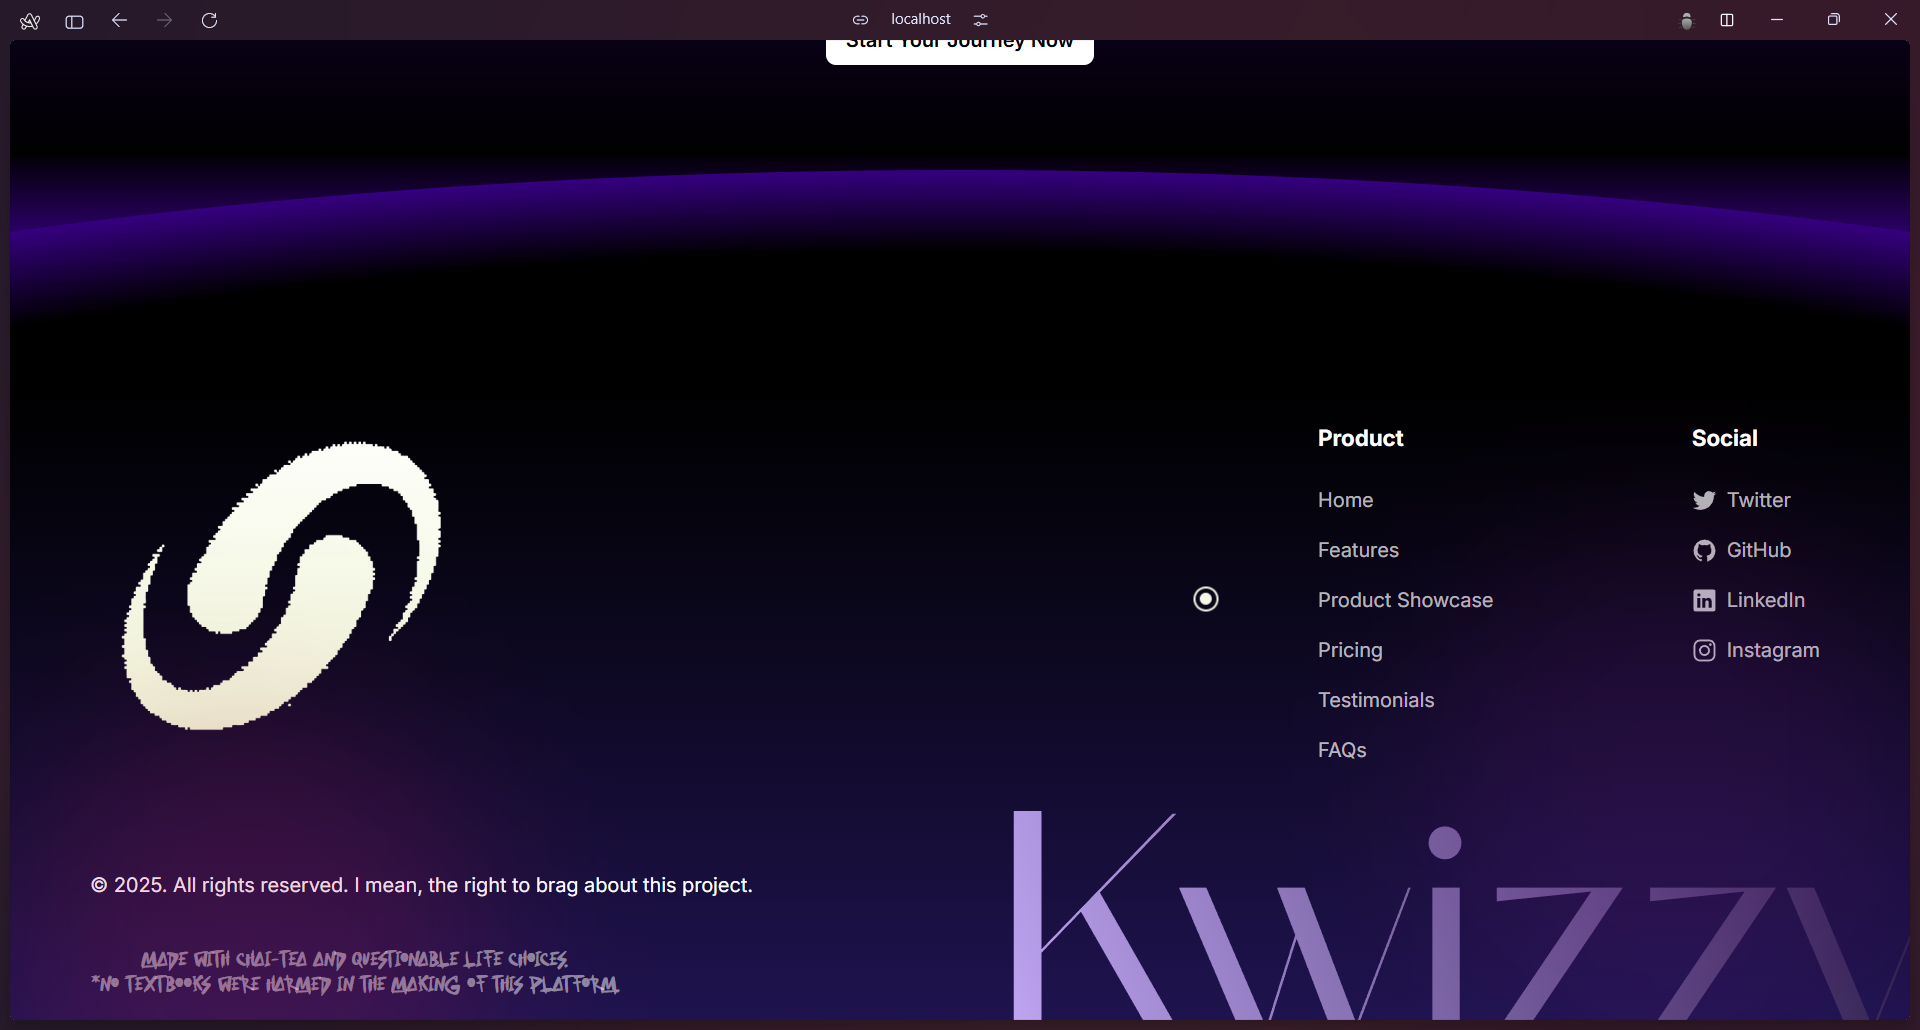 localhost
Start Your Journey Now
Product
Home
Features
Product Showcase
Pricing
Testimonials
FAQs
Social
Twitter
GitHub
LinkedIn
Instagram
© 2025. All rights reserved. I mean, the right to brag about this project.
MADE WITH CHAI-TEA AND QUESTIONABLE LIFE CHOICES.
*NO TEXTBOOKS WERE HARMED IN THE MAKING OF THIS PLATFORM.
Kwizzy